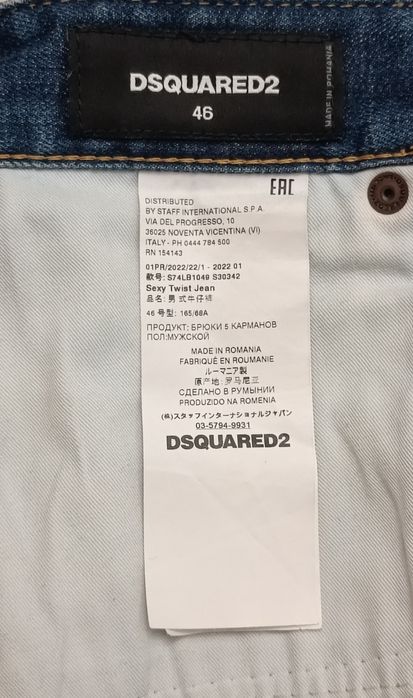 DSQUARED2
46
MADE IN ROMANIA
EAC
DISTRIBUTED
BY STAFF INTERNATIONAL S.P.A.
VIA DEL PROGRESSO, 10
36025 NOVENTA VICENTINA (VI)
ITALY - PH 0444 784 500
RN 154143
01PR/2022/22/1 - 2022 01
款号: S74LB1049 S30342
Sexy Twist Jean
品名: 男式牛仔裤
46 号型: 165/68A
ПРОДУКТ: БРЮКИ 5 КАРМАНОВ
ПОЛ:МУЖСКОЙ
MADE IN ROMANIA
FABRIQUÉ EN ROUMANIE
ルーマニア製
原产地: 罗马尼亚
СДЕЛАНО В РУМЫНИИ
PRODUZIDO NA ROMENIA
(株)スタッフインターナショナルジャパン
03-5794-9931
DSQUARED2